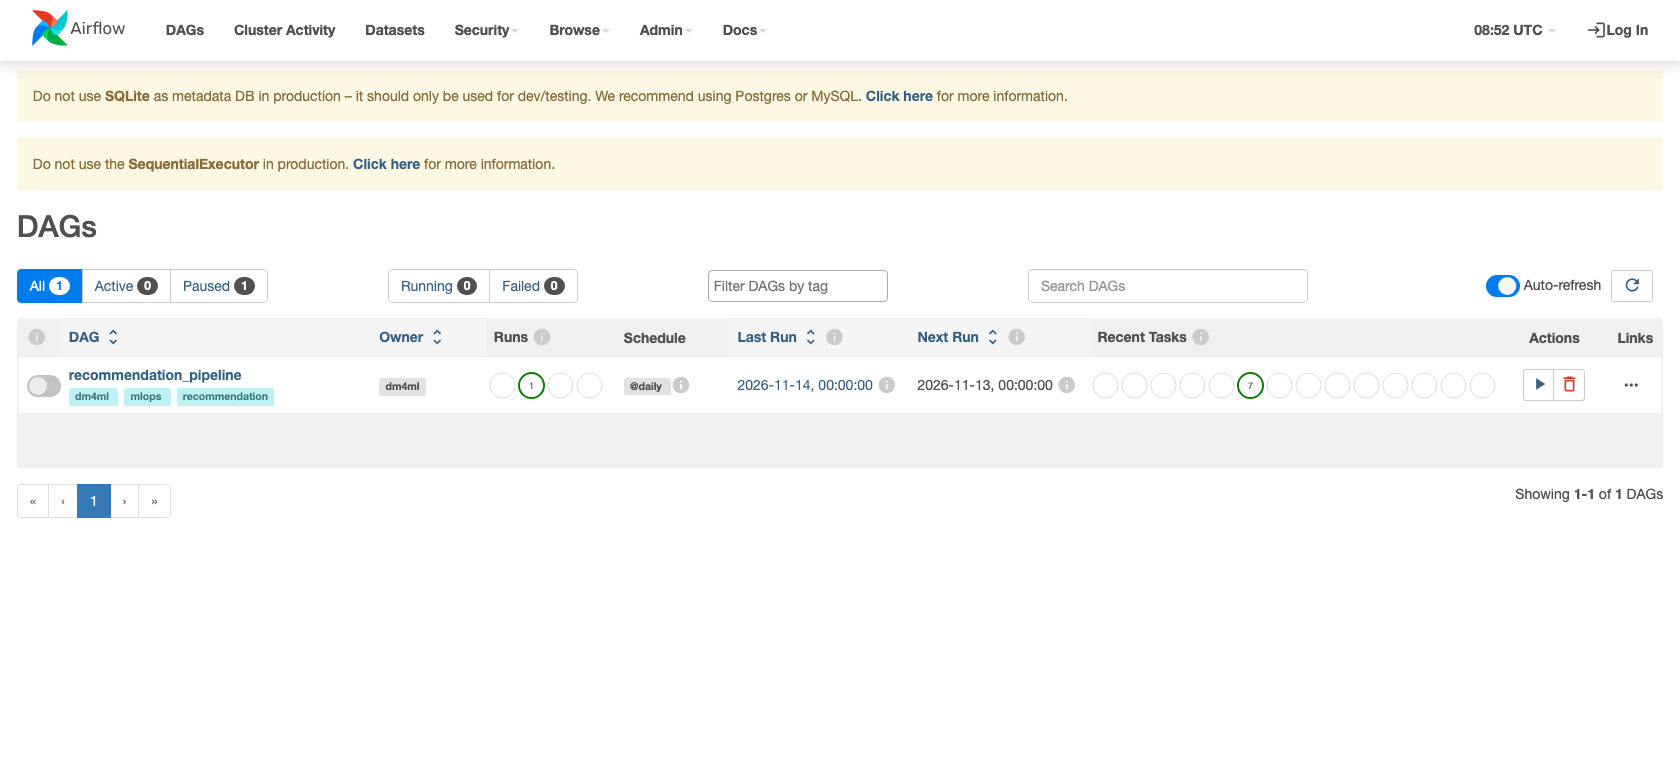 Airflow DAGs Cluster Activity Datasets Security Browse Admin Docs 08:52 UTC Log In
Do not use SQLite as metadata DB in production – it should only be used for dev/testing. We recommend using Postgres or MySQL. Click here for more information.
Do not use the SequentialExecutor in production. Click here for more information.
DAGs
All 1 Active 0 Paused 1 Running 0 Failed 0 Filter DAGs by tag Search DAGs Auto-refresh
i DAG Owner Runs i Schedule Last Run i Next Run i Recent Tasks i Actions Links
recommendation_pipeline
dm4ml mlops recommendation
dm4ml 1 @daily i 2026-11-14, 00:00:00 i 2026-11-13, 00:00:00 i 7 ...
« ‹ 1 › »
Showing 1-1 of 1 DAGs